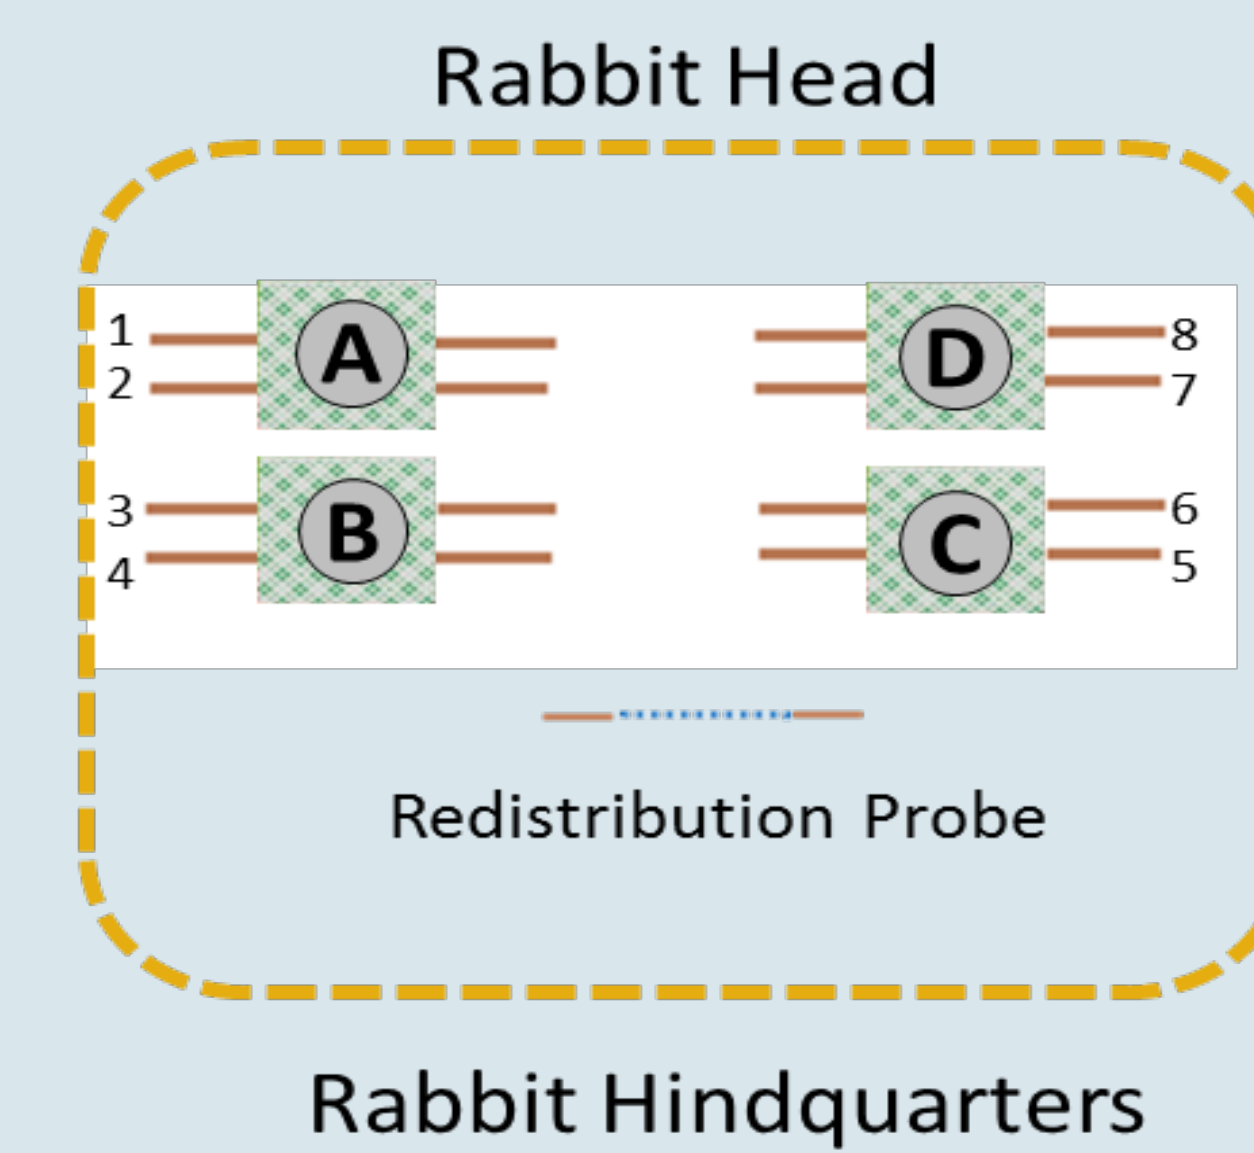 Rabbit Head
1 A D 8
2 7
3 B C 6
4 5
Redistribution Probe
Rabbit Hindquarters